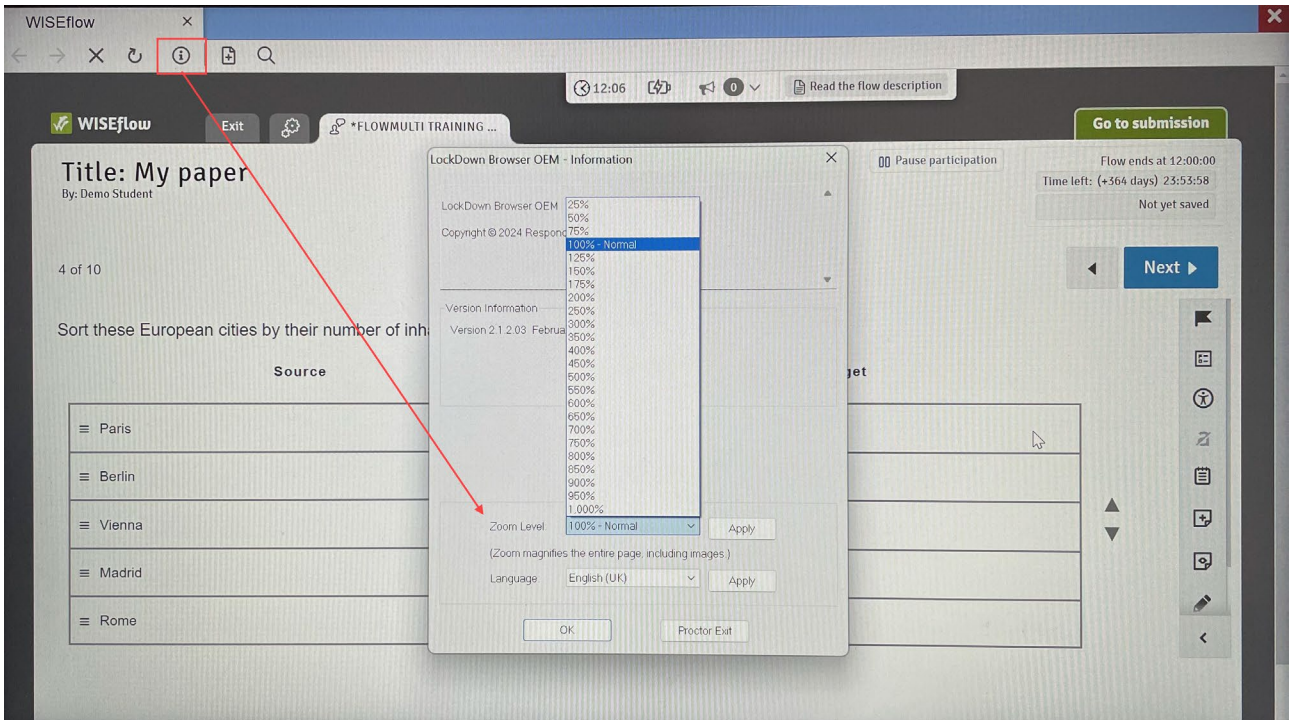 WISEflow
12:06 0 Read the flow description
WISEflow Exit *FLOWMULTI TRAINING ... Go to submission
Title: My paper
By: Demo Student
Pause participation
Flow ends at 12:00:00
Time left: (+364 days) 23:53:58
Not yet saved
4 of 10
Next
Sort these European cities by their number of inh
Source
get
Paris
Berlin
Vienna
Madrid
Rome
LockDown Browser OEM - Information
LockDown Browser OEM
Copyright © 2024 Respond
Version Information
Version 2.1.2.03 Februa
25%
50%
75%
100% - Normal
125%
150%
175%
200%
250%
300%
350%
400%
450%
500%
550%
600%
650%
700%
750%
800%
850%
900%
950%
1.000%
Zoom Level: 100% - Normal Apply
(Zoom magnifies the entire page, including images.)
Language: English (UK) Apply
OK Proctor Exit